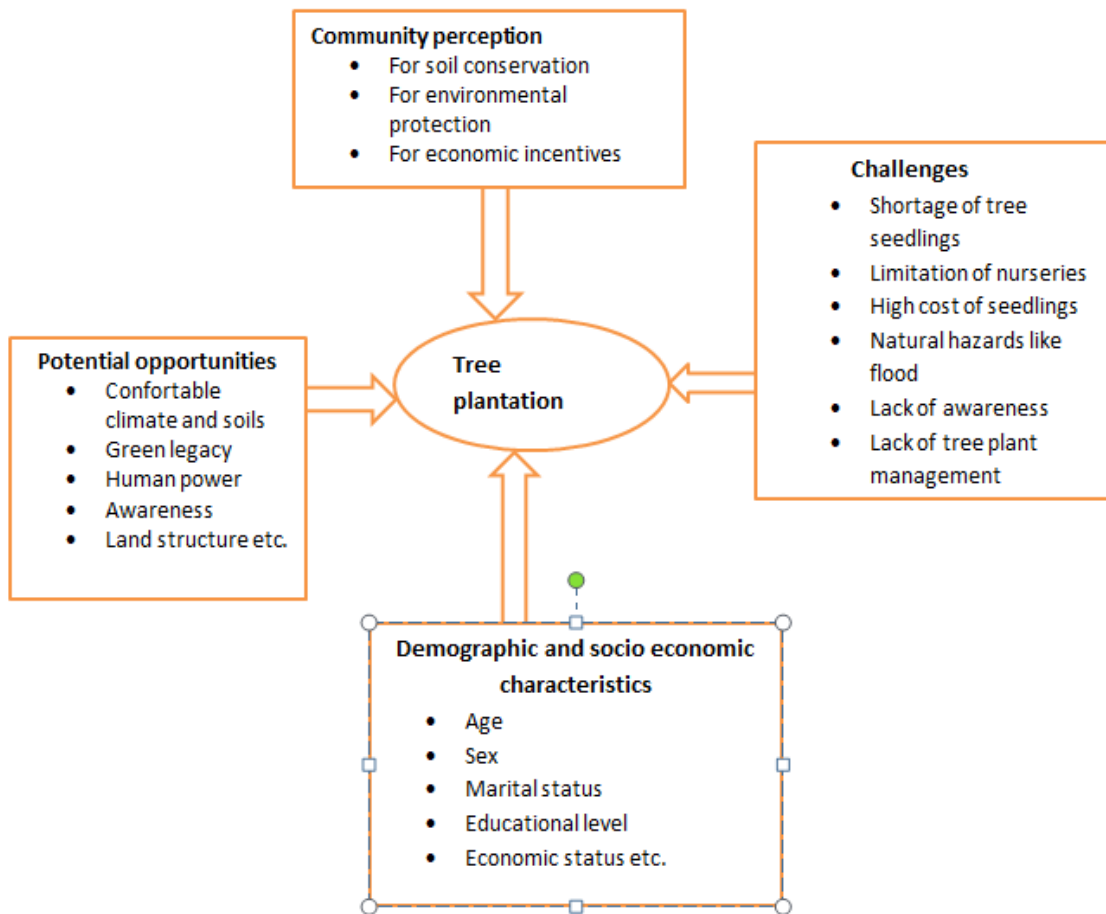 Community perception
• For soil conservation
• For environmental
protection
• For economic incentives
Challenges
• Shortage of tree
seedlings
• Limitation of nurseries
• High cost of seedlings
• Natural hazards like
flood
• Lack of awareness
• Lack of tree plant
management
Potential opportunities
• Confortable
climate and soils
• Green legacy
• Human power
• Awareness
• Land structure etc.
Tree
plantation
Demographic and socio economic
characteristics
• Age
• Sex
• Marital status
• Educational level
• Economic status etc.